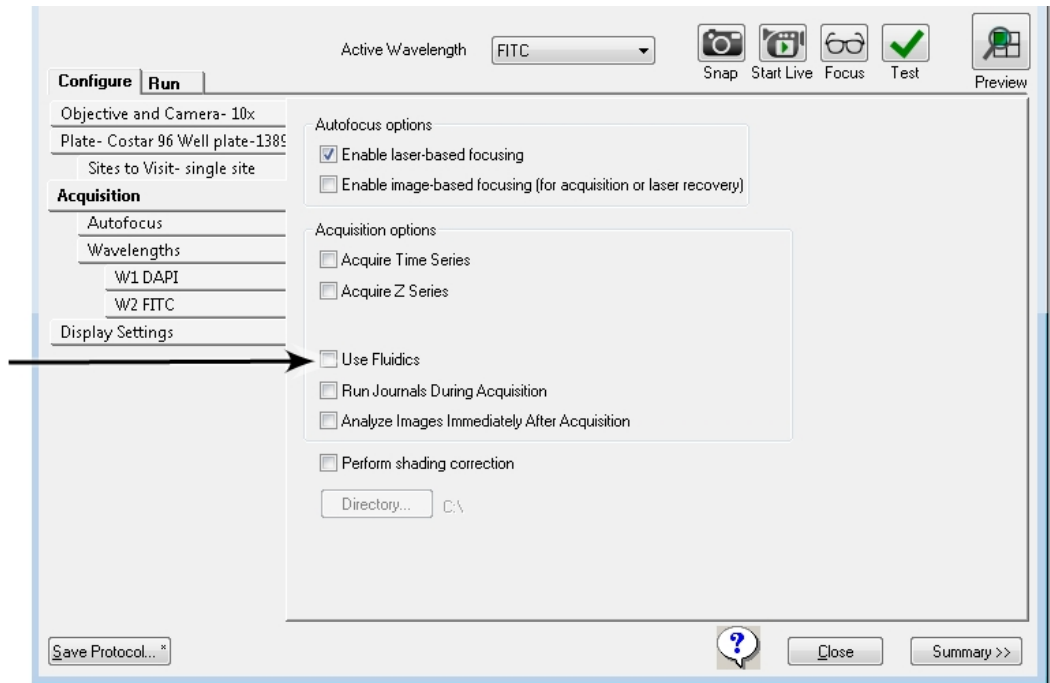 Active Wavelength FITC
Snap Start Live Focus Test Preview
Configure Run
Objective and Camera- 10x
Plate- Costar 96 Well plate-1389
Sites to Visit- single site
Acquisition
Autofocus
Wavelengths
W1 DAPI
W2 FITC
Display Settings
Autofocus options
Enable laser-based focusing
Enable image-based focusing (for acquisition or laser recovery)
Acquisition options
Acquire Time Series
Acquire Z Series
Use Fluidics
Run Journals During Acquisition
Analyze Images Immediately After Acquisition
Perform shading correction
Directory... C:\
Save Protocol... * ? Close Summary >>